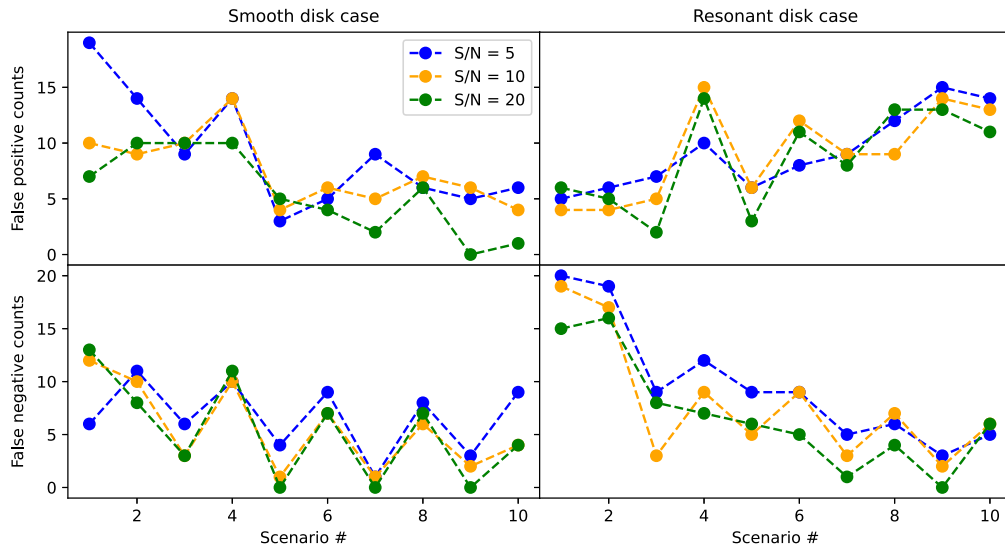 Smooth disk case
Resonant disk case
False positive counts
15
10
5
0
S/N = 5
S/N = 10
S/N = 20
False negative counts
20
15
10
5
0
2
4
6
8
10
2
4
6
8
10
Scenario #
Scenario #